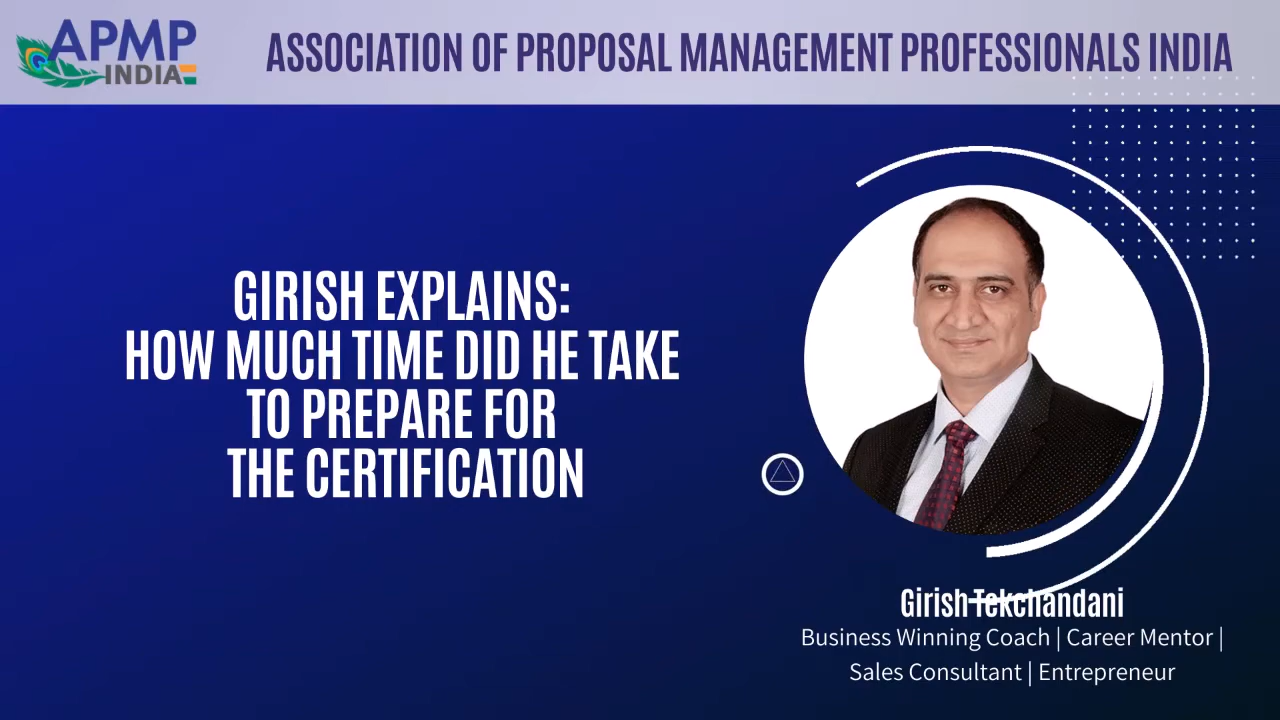 APMP
INDIA
ASSOCIATION OF PROPOSAL MANAGEMENT PROFESSIONALS INDIA
GIRISH EXPLAINS:
HOW MUCH TIME DID HE TAKE
TO PREPARE FOR
THE CERTIFICATION
Girish Tekchandani
Business Winning Coach | Career Mentor |
Sales Consultant | Entrepreneur